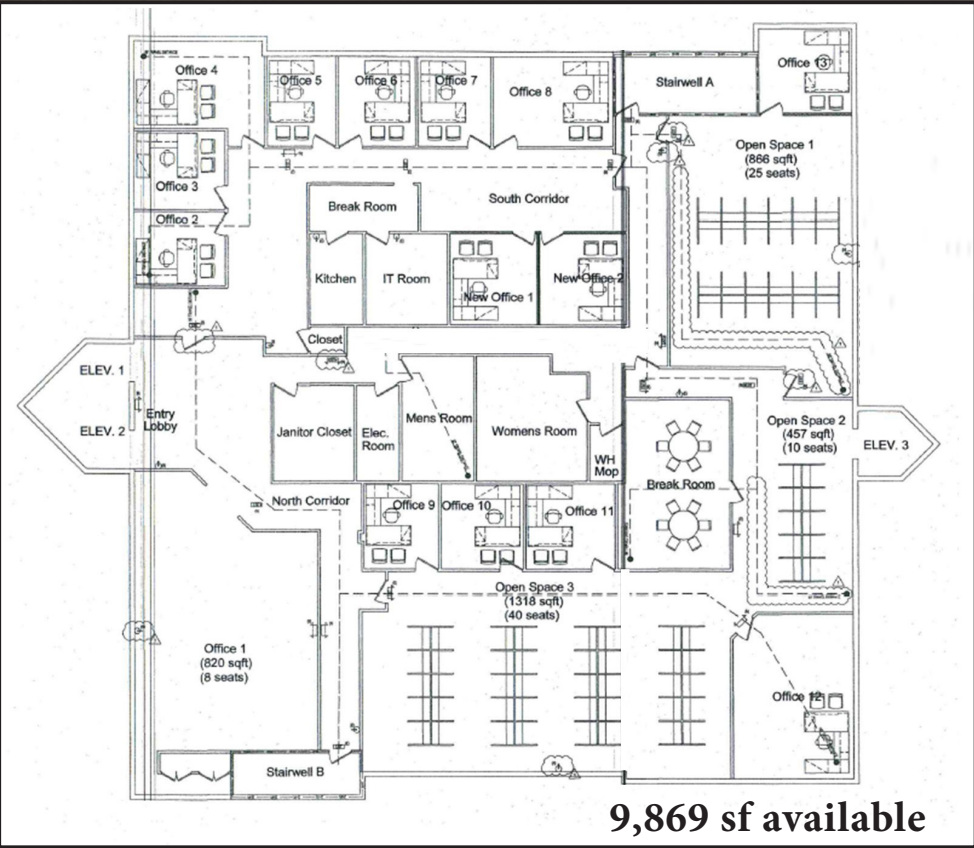 Office 4
Office 5
Office 6
Office 7
Office 8
Stairwell A
Office 13
Open Space 1
(866 sqft)
(25 seats)
Office 3
Office 2
Break Room
South Corridor
Kitchen
IT Room
New Office 1
New Office 2
Closet
ELEV. 1
ELEV. 2
Entry
Lobby
Janitor Closet
Elec.
Room
Mens Room
Womens Room
WH
Mop
Break Room
Open Space 2
(457 sqft)
(10 seats)
ELEV. 3
North Corridor
Office 9
Office 10
Office 11
Open Space 3
(1318 sqft)
(40 seats)
Office 1
(820 sqft)
(8 seats)
Office 12
Stairwell B
9,869 sf available